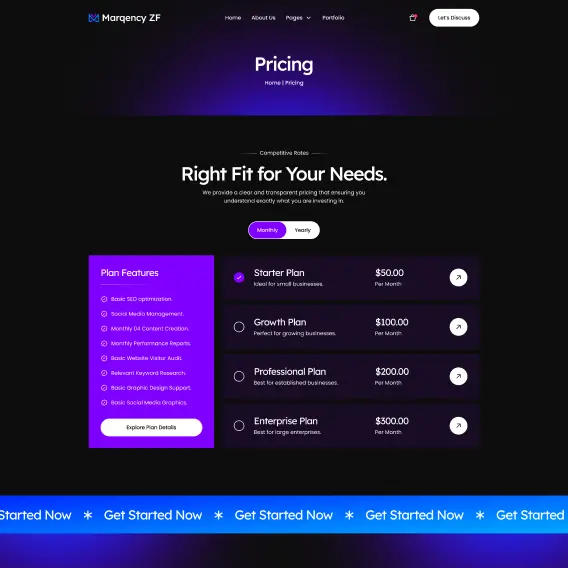 Marqency ZF
Home About Us Pages Portfolio
Let's Discuss
Pricing
Home | Pricing
Competitive Rates
Right Fit for Your Needs.
We provide a clear and transparent pricing that ensuring you
understand exactly what you are investing in.
Monthly Yearly
Plan Features
Basic SEO optimization.
Social Media Management.
Monthly 04 Content Creation.
Monthly Performance Reports.
Basic Website Visitor Audit.
Relevant Keyword Research.
Basic Graphic Design Support.
Basic Social Media Graphics.
Explore Plan Details
Starter Plan
Ideal for small businesses.
$50.00
Per Month
Growth Plan
Perfect for growing businesses.
$100.00
Per Month
Professional Plan
Best for established businesses.
$200.00
Per Month
Enterprise Plan
Best for large enterprises.
$300.00
Per Month
Started Now * Get Started Now * Get Started Now * Get Started Now * Get Started